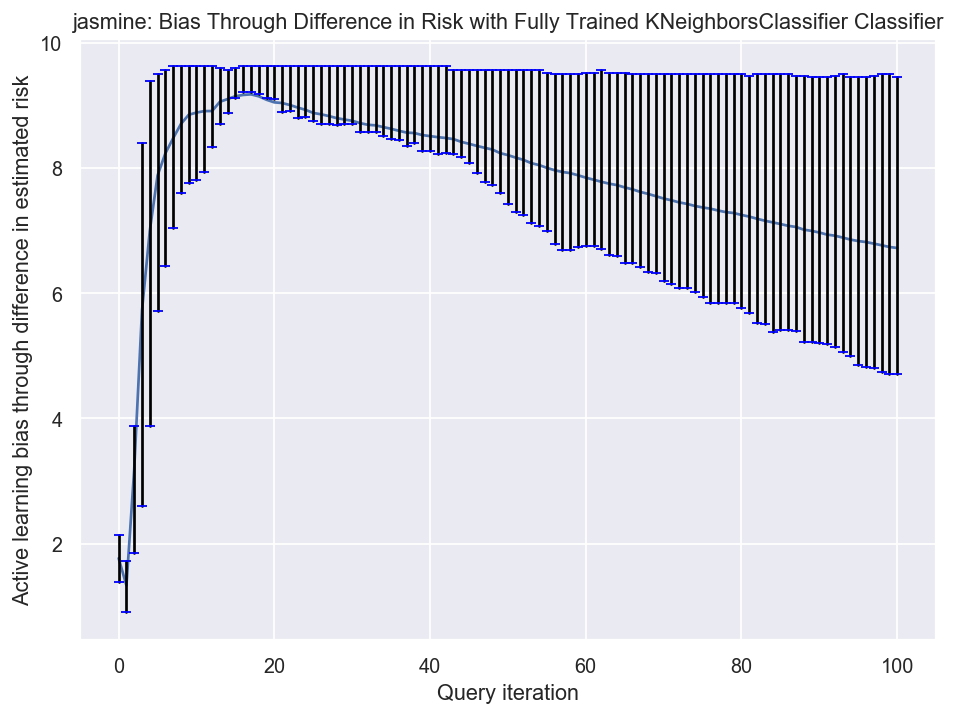 jasmine: Bias Through Difference in Risk with Fully Trained KNeighborsClassifier Classifier
Active learning bias through difference in estimated risk
10
8
6
4
2
0 20 40 60 80 100
Query iteration